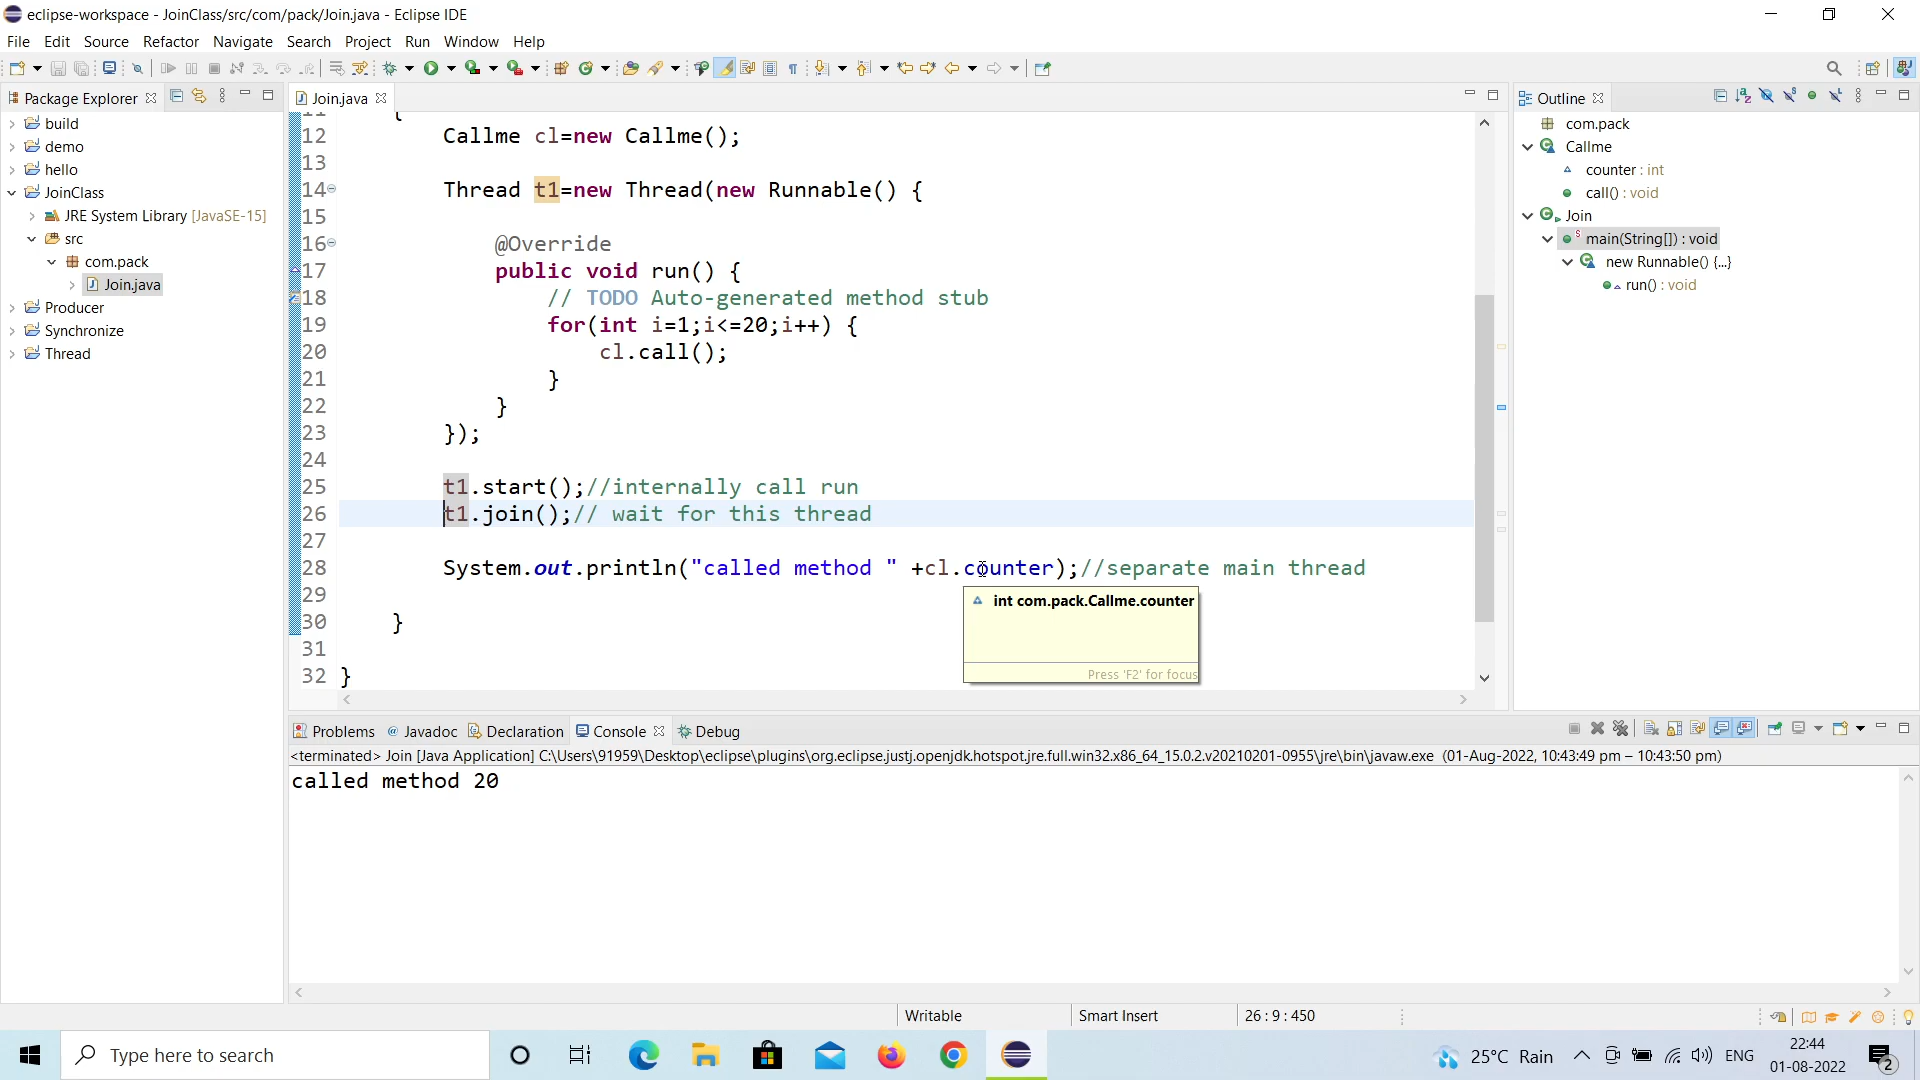 eclipse-workspace - JoinClass/src/com/pack/Join.java - Eclipse IDE
File Edit Source Refactor Navigate Search Project Run Window Help
Package Explorer
build
demo
hello
JoinClass
JRE System Library [JavaSE-15]
src
com.pack
Join.java
Producer
Synchronize
Thread
Join.java
12 Callme cl=new Callme();
13
14 Thread t1=new Thread(new Runnable() {
15
16 @Override
17 public void run() {
18 // TODO Auto-generated method stub
19 for(int i=1;i<=20;i++) {
20 cl.call();
21 }
22 }
23 });
24
25 t1.start();//internally call run
26 t1.join();// wait for this thread
27
28 System.out.println("called method " +cl.counter);//separate main thread
29
30 }
31
32 }
int com.pack.Callme.counter
Press 'F2' for focus
Outline
com.pack
Callme
counter : int
call() : void
Join
main(String[]) : void
new Runnable() {...}
run() : void
Problems @ Javadoc Declaration Console Debug
<terminated> Join [Java Application] C:\Users\91959\Desktop\eclipse\plugins\org.eclipse.justj.openjdk.hotspot.jre.full.win32.x86_64_15.0.2.v20210201-0955\jre\bin\javaw.exe (01-Aug-2022, 10:43:49 pm – 10:43:50 pm)
called method 20
Writable Smart Insert 26 : 9 : 450
Type here to search
25°C Rain
ENG
22:44
01-08-2022
2